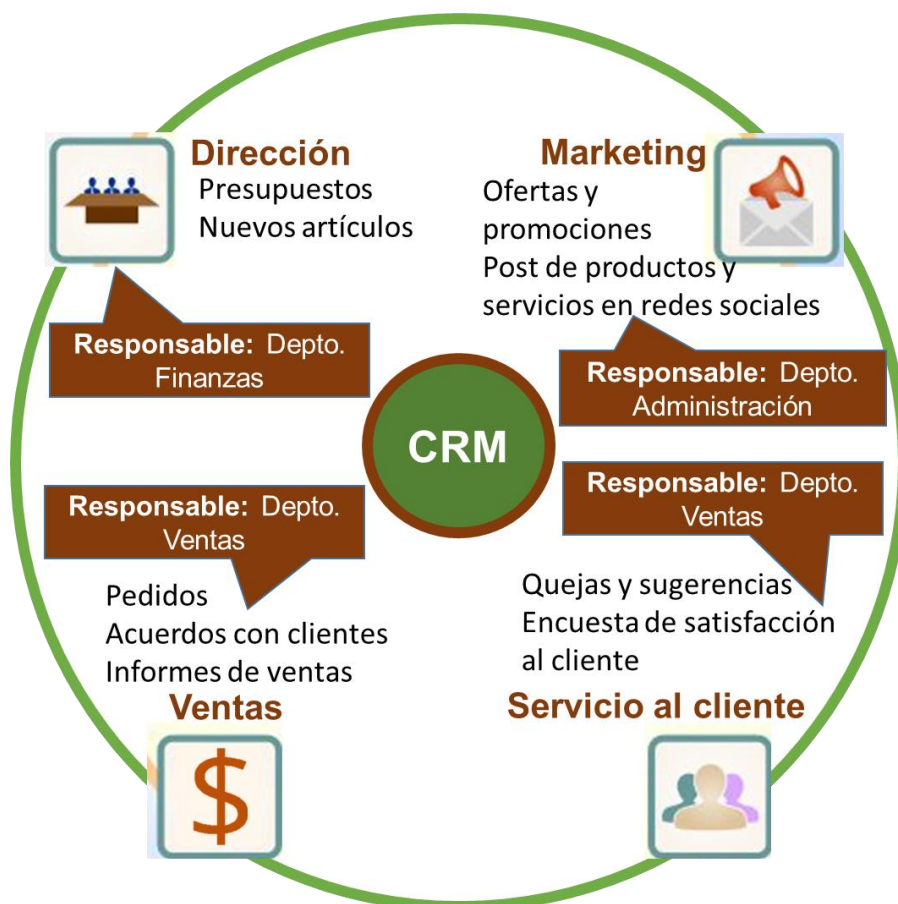 Dirección
Presupuestos
Nuevos artículos
Responsable: Depto.
Finanzas
Marketing
Ofertas y
promociones
Post de productos y
servicios en redes sociales
Responsable: Depto.
Administración
CRM
Responsable: Depto.
Ventas
Pedidos
Acuerdos con clientes
Informes de ventas
Ventas
$
Responsable: Depto.
Ventas
Quejas y sugerencias
Encuesta de satisfacción
al cliente
Servicio al cliente